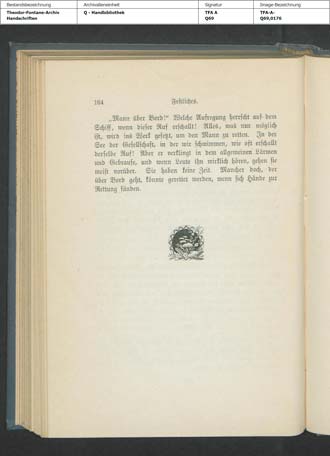 Bestandsbezeichnung Archivalieneinheit Signatur Image-Bezeichnung
Theodor-Fontane-Archiv Q - Handbibliothek TFA A TFA-A-
Handschriften Q69 Q69,0176
164 Festliches.
„Mann über Bord!“ Welche Aufregung herrscht auf dem
Schiff, wenn dieser Ruf erschallt! Alles, was nun möglich
ist, wird ins Werk gesetzt, um den Mann zu retten. In der
See der Gesellschaft, in der wir schwimmen, wie oft erschallt
derselbe Ruf! Aber er verklingt in dem allgemeinen Lärmen
und Gebrause, und wenn Leute ihn wirklich hören, gehen sie
meist vorüber. Sie haben keine Zeit. Mancher doch, der
über Bord geht, könnte gerettet werden, wenn sich Hände zur
Rettung fänden.